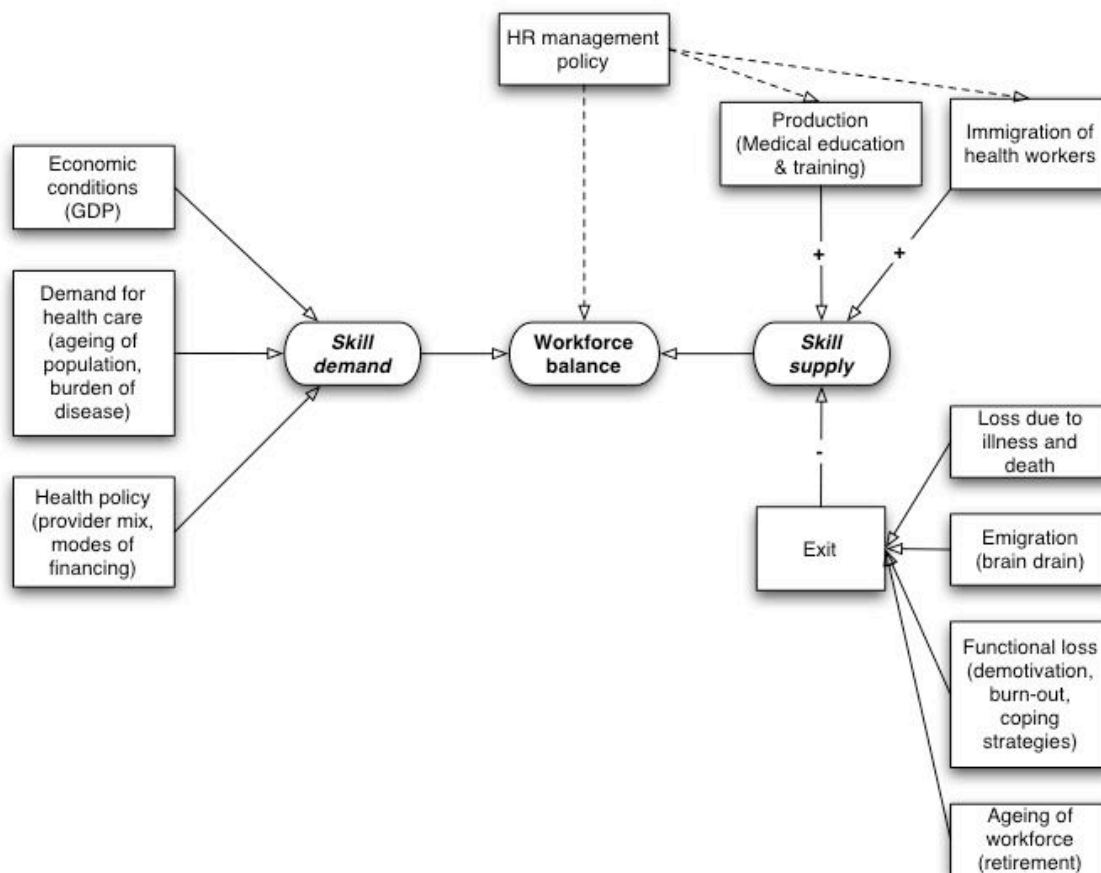 HR management
policy
Production
(Medical education
& training)
Immigration of
health workers
Economic
conditions
(GDP)
+
+
Demand for
health care
(ageing of
population,
burden of
disease)
Skill
demand
Workforce
balance
Skill
supply
Loss due to
illness and
death
-
Health policy
(provider mix,
modes of
financing)
Exit
Emigration
(brain drain)
Functional loss
(demotivation,
burn-out,
coping
strategies)
Ageing of
workforce
(retirement)